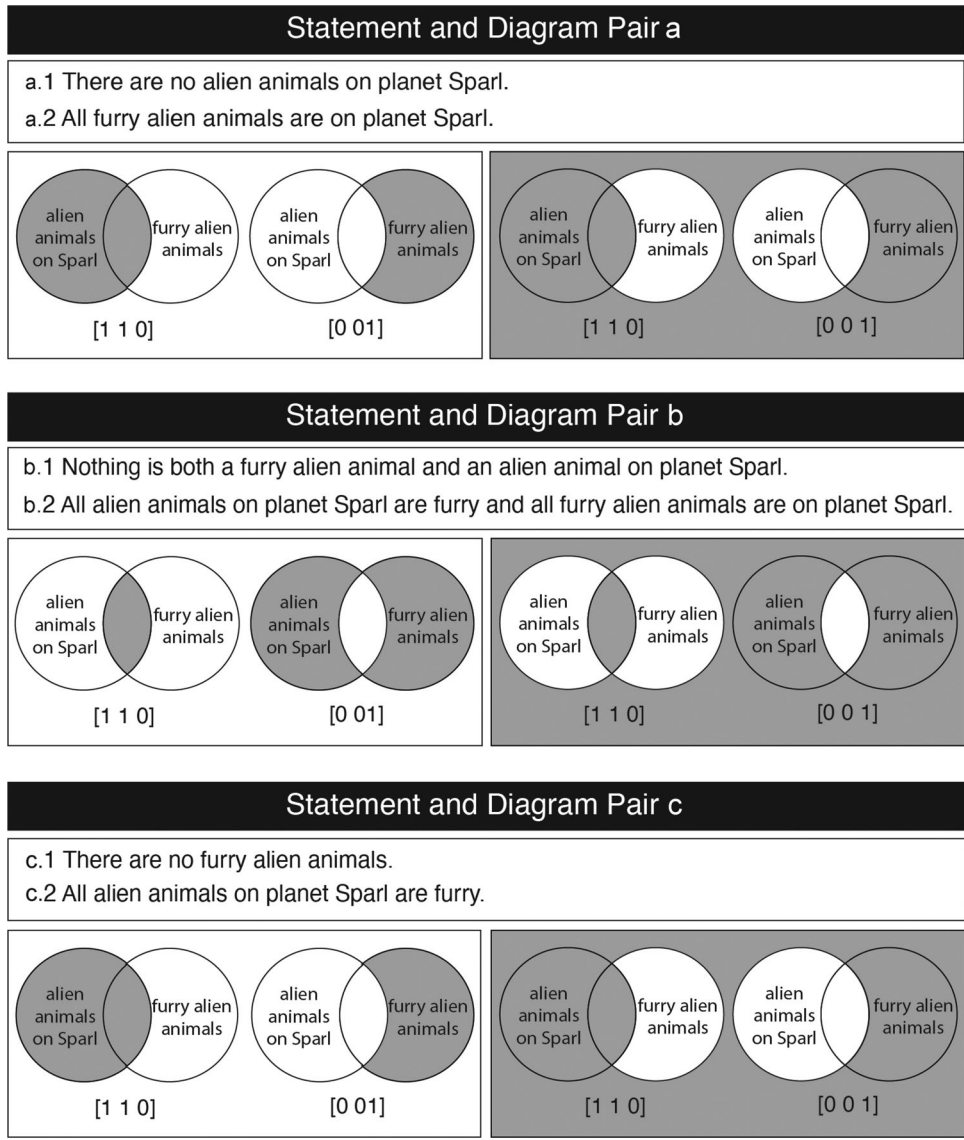 Statement and Diagram Pair a
a.1 There are no alien animals on planet Sparl.
a.2 All furry alien animals are on planet Sparl.
alien
animals
on Sparl
furry alien
animals
alien
animals
on Sparl
furry alien
animals
alien
animals
on Sparl
furry alien
animals
alien
animals
on Sparl
furry alien
animals
[1 1 0]
[0 01]
[1 1 0]
[0 0 1]
Statement and Diagram Pair b
b.1 Nothing is both a furry alien animal and an alien animal on planet Sparl.
b.2 All alien animals on planet Sparl are furry and all furry alien animals are on planet Sparl.
alien
animals
on Sparl
furry alien
animals
alien
animals
on Sparl
furry alien
animals
alien
animals
on Sparl
furry alien
animals
alien
animals
on Sparl
furry alien
animals
[1 1 0]
[0 01]
[1 1 0]
[0 0 1]
Statement and Diagram Pair c
c.1 There are no furry alien animals.
c.2 All alien animals on planet Sparl are furry.
alien
animals
on Sparl
furry alien
animals
alien
animals
on Sparl
furry alien
animals
alien
animals
on Sparl
furry alien
animals
alien
animals
on Sparl
furry alien
animals
[1 1 0]
[0 01]
[1 1 0]
[0 0 1]